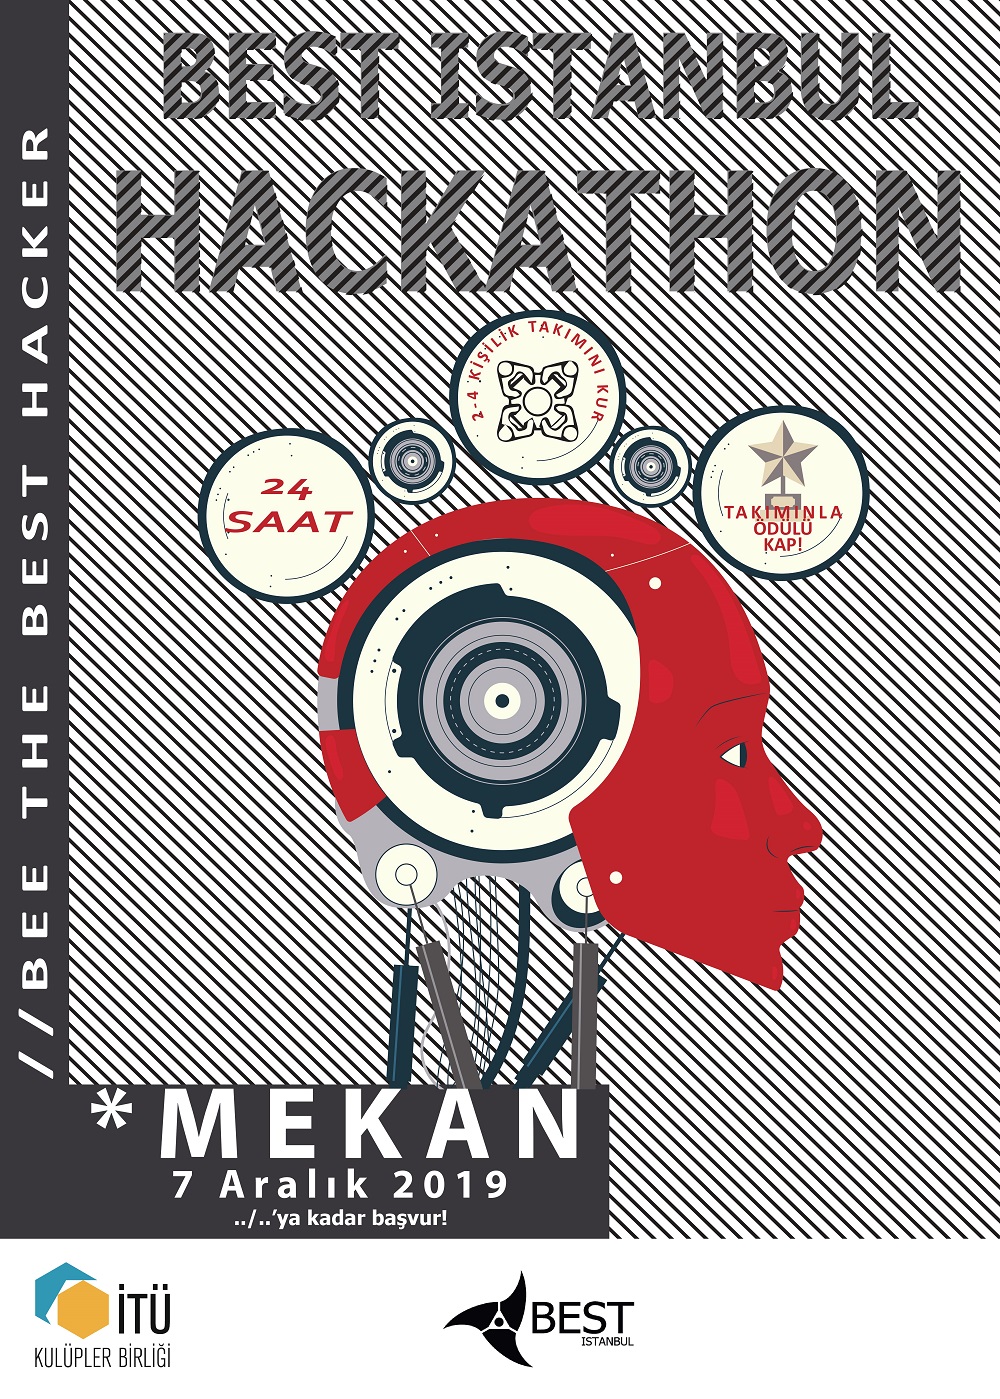 BEST ISTANBUL
HACKATHON
//BEE THE BEST HACKER
2-4 KİŞİLİK TAKIMINI KUR
24
SAAT
TAKIMINLA
ÖDÜLÜ
KAP!
*MEKAN
7 Aralık 2019
../..'ya kadar başvur!
İTÜ
KULÜPLER BİRLİĞİ
BEST
ISTANBUL